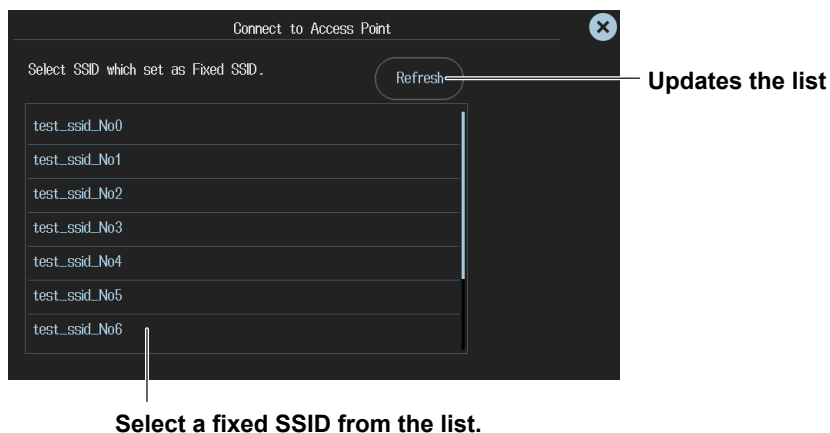 Connect to Access Point
Select SSID which set as Fixed SSID.
Refresh
Updates the list
test_ssid_No0
test_ssid_No1
test_ssid_No2
test_ssid_No3
test_ssid_No4
test_ssid_No5
test_ssid_No6
Select a fixed SSID from the list.